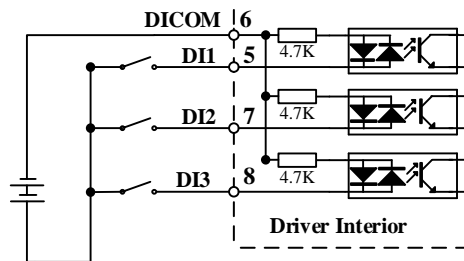 DICOM 6
4.7K
DI1 5
4.7K
DI2 7
4.7K
DI3 8
Driver Interior